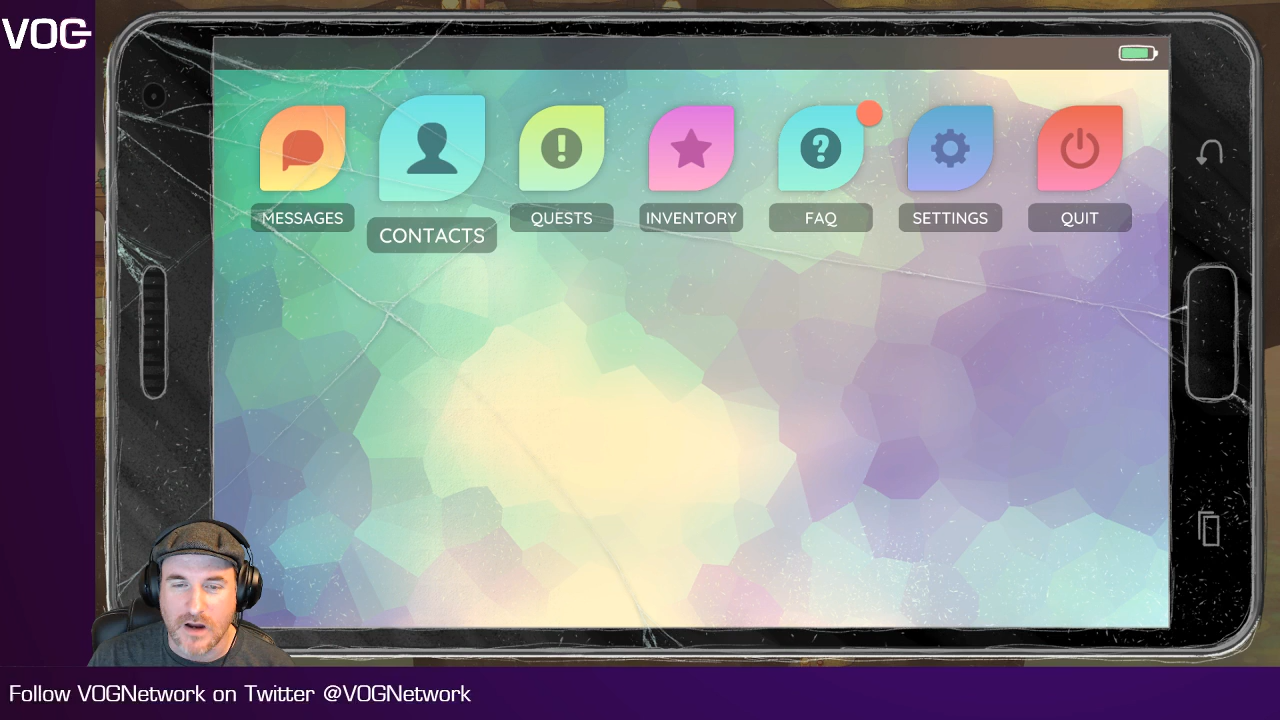 VOG
MESSAGES
CONTACTS
QUESTS
INVENTORY
FAQ
SETTINGS
QUIT
Follow VOGNetwork on Twitter @VOGNetwork